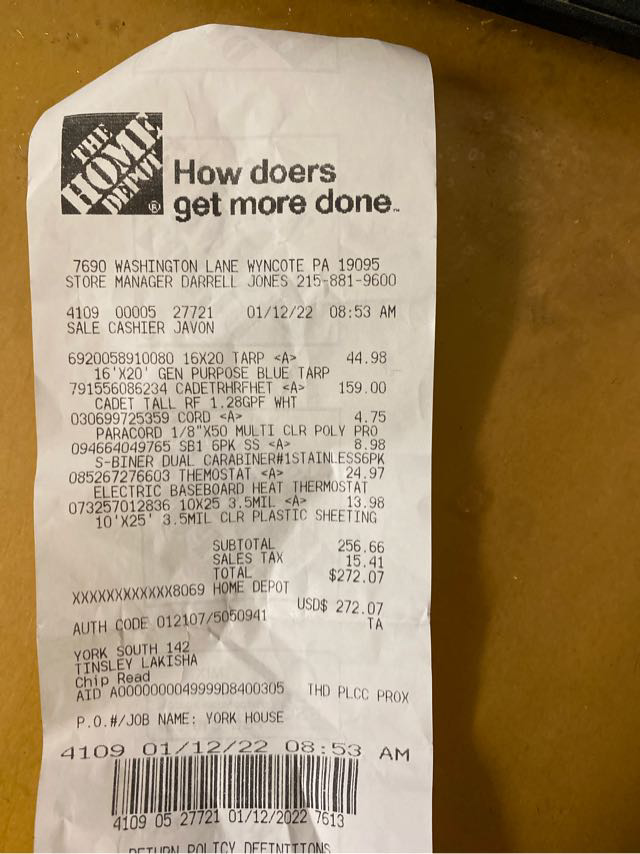 THE
HOME
DEPOT
®
How doers
get more done™
7690 WASHINGTON LANE WYNCOTE PA 19095
STORE MANAGER DARRELL JONES 215-881-9600
4109 00005 27721 01/12/22 08:53 AM
SALE CASHIER JAVON
6920058910080 16X20 TARP <A> 44.98
16'X20' GEN PURPOSE BLUE TARP
791556086234 CADETRHRFHET <A> 159.00
CADET TALL RF 1.28GPF WHT
030699725359 CORD <A> 4.75
PARACORD 1/8"X50 MULTI CLR POLY PRO
094664049765 SB1 6PK SS <A> 8.98
S-BINER DUAL CARABINER#1STAINLESS6PK
085267276603 THEMOSTAT <A> 24.97
ELECTRIC BASEBOARD HEAT THERMOSTAT
073257012836 10X25 3.5MIL <A> 13.98
10'X25' 3.5MIL CLR PLASTIC SHEETING
SUBTOTAL 256.66
SALES TAX 15.41
TOTAL $272.07
XXXXXXXXXXXX8069 HOME DEPOT
USD$ 272.07
AUTH CODE 012107/5050941 TA
YORK SOUTH 142
TINSLEY LAKISHA
Chip Read
AID A0000000049999D8400305 THD PLCC PROX
P.O.#/JOB NAME: YORK HOUSE
4109 01/12/22 08:53 AM
4109 05 27721 01/12/2022 7613
RETURN POLICY DEFINITIONS